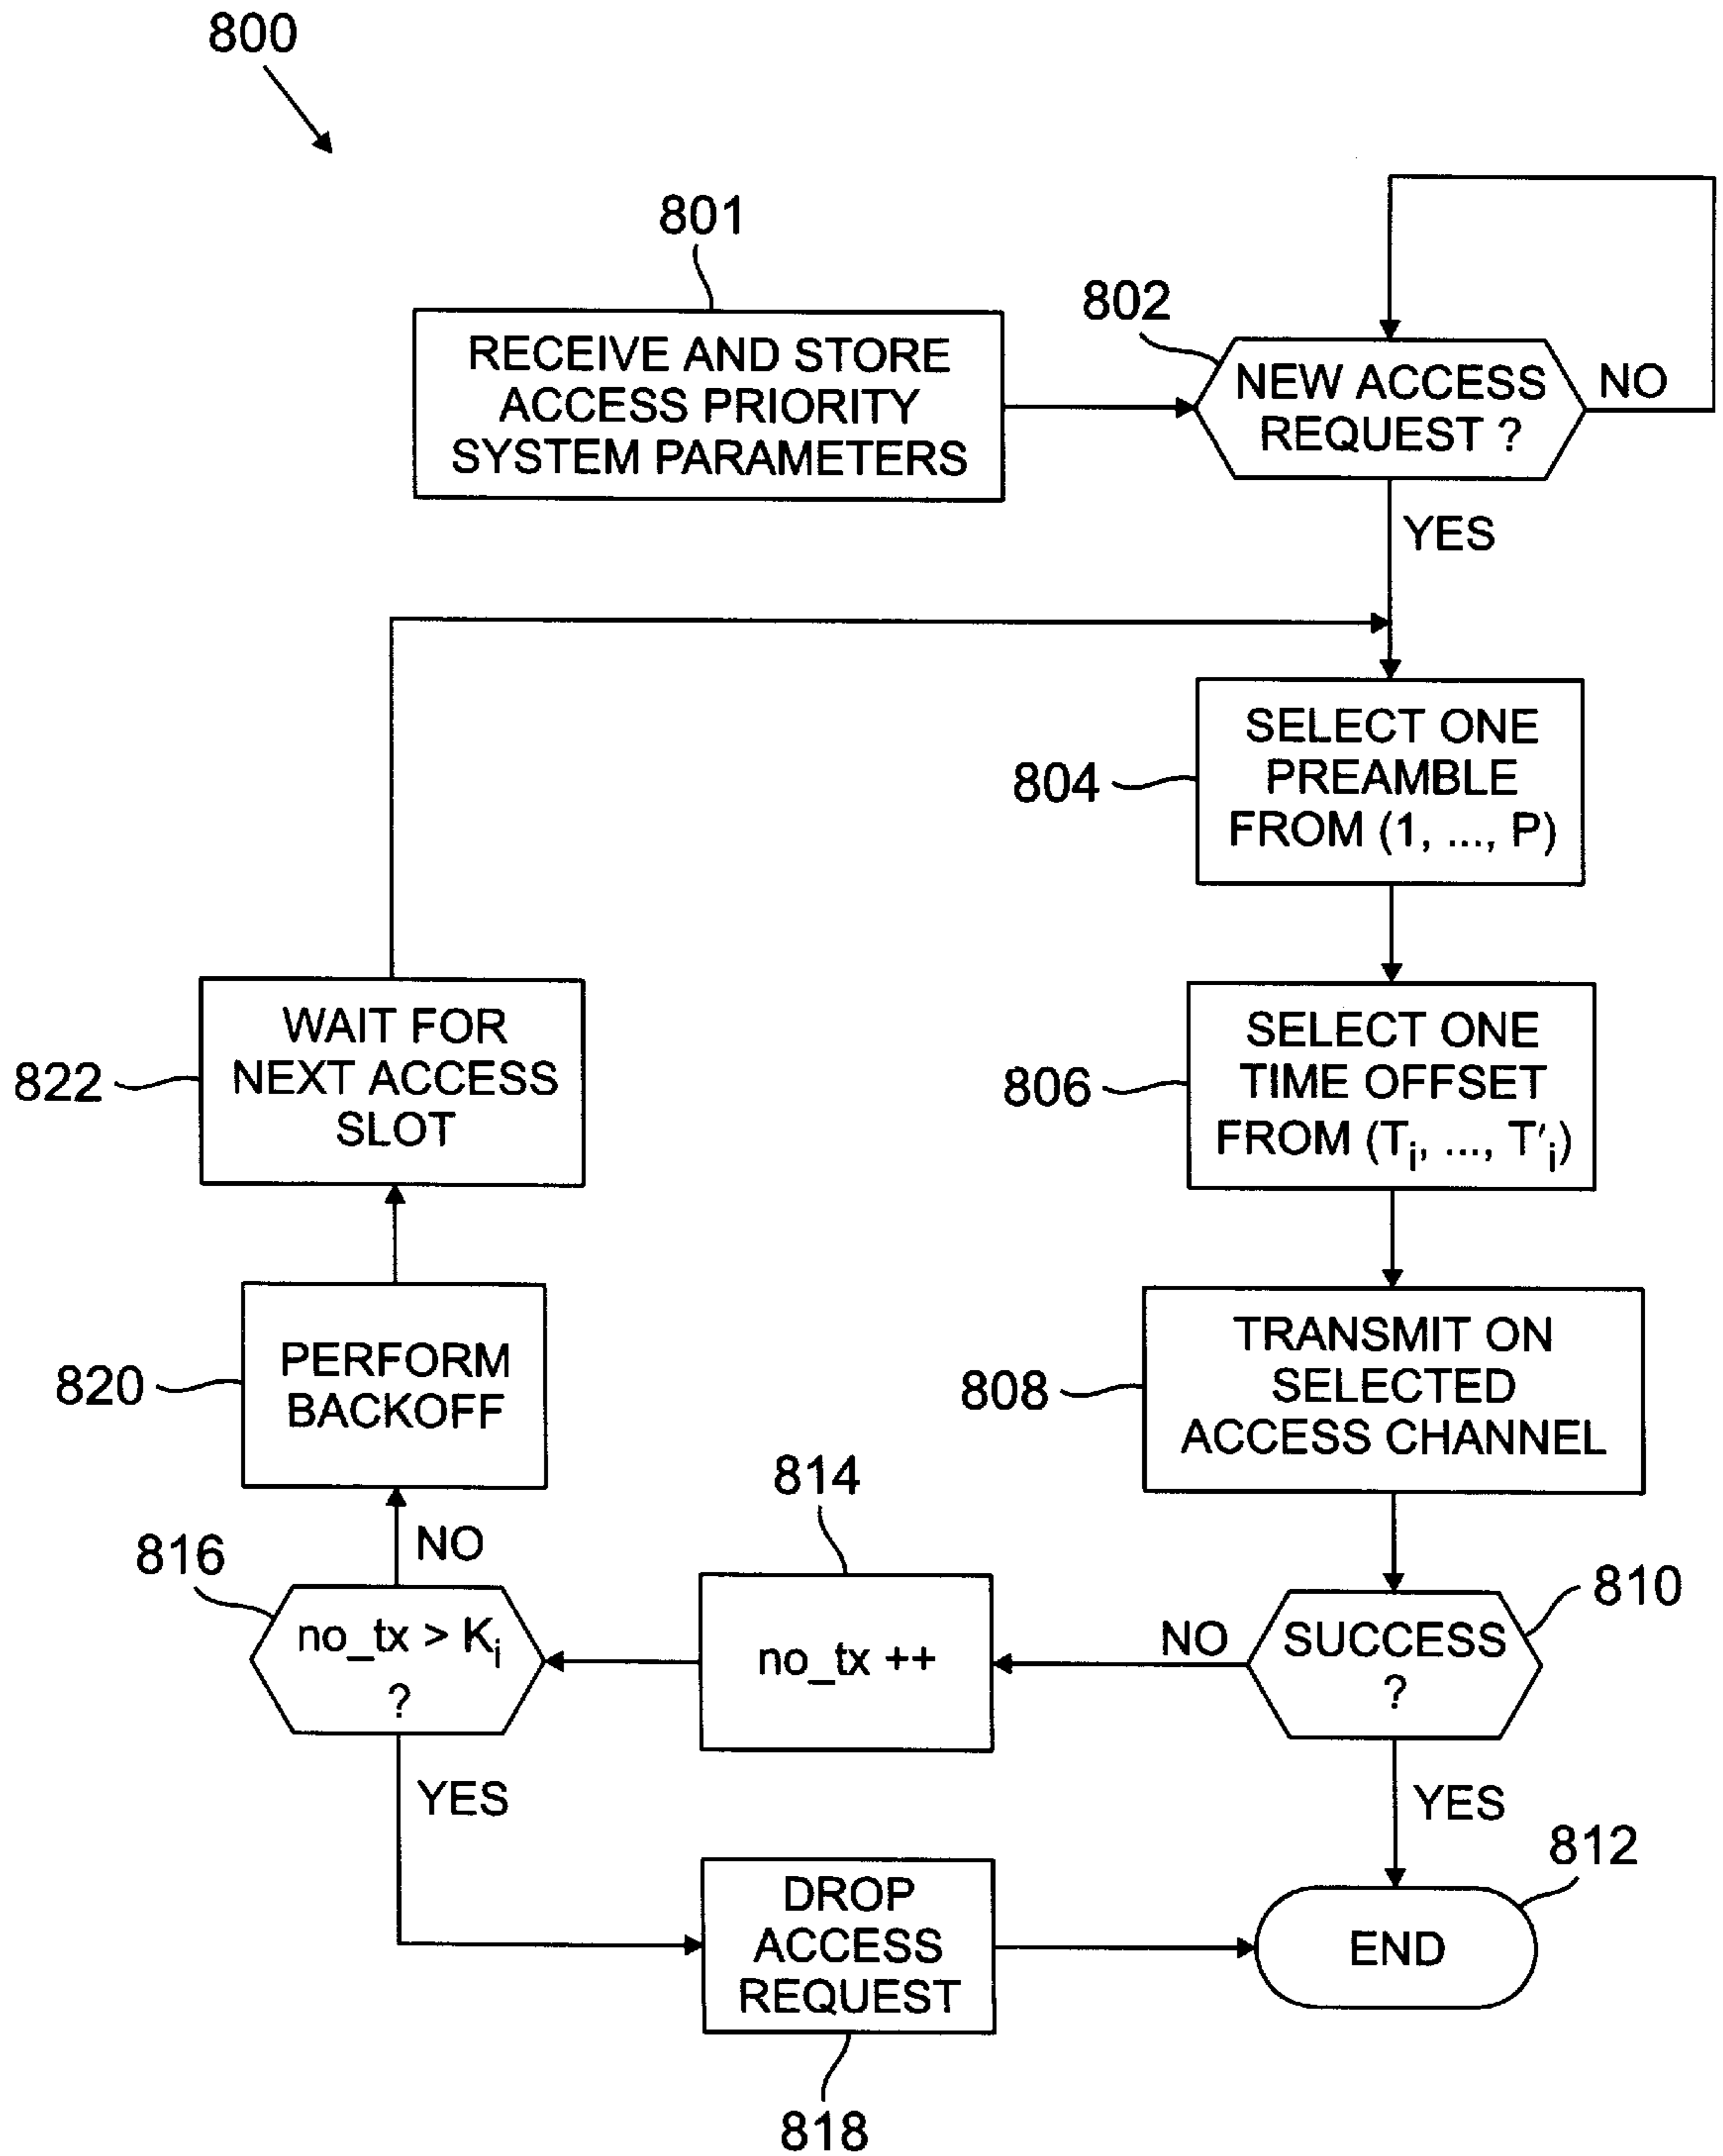 800
801
RECEIVE AND STORE
ACCESS PRIORITY
SYSTEM PARAMETERS
802
NEW ACCESS
REQUEST ?
NO
YES
804
SELECT ONE
PREAMBLE
FROM (1, ..., P)
806
SELECT ONE
TIME OFFSET
FROM (Ti, ..., T'i)
808
TRANSMIT ON
SELECTED
ACCESS CHANNEL
810
SUCCESS
?
NO
YES
812
END
814
no_tx ++
816
no_tx > Ki
?
NO
YES
818
DROP
ACCESS
REQUEST
820
PERFORM
BACKOFF
822
WAIT FOR
NEXT ACCESS
SLOT